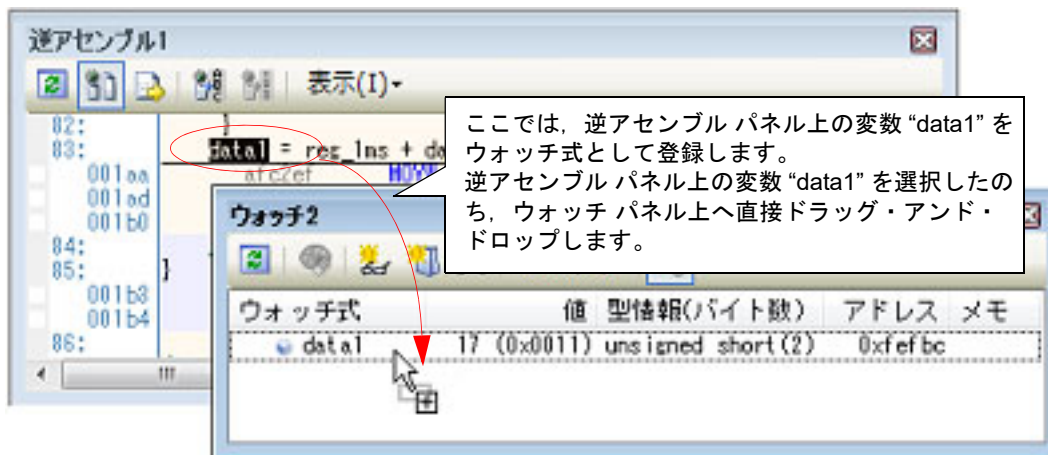 逆アセンブル1
表示(I)
82: }
83: data1 = reg_1ms + da
001aa afc2ef MOVW
001ad
001b0
84:
85: }
001b3
001b4
86:
ここでは，逆アセンブル パネル上の変数 “data1” を
ウォッチ式として登録します。
逆アセンブル パネル上の変数 “data1” を選択したの
ち，ウォッチ パネル上へ直接ドラッグ・アンド・
ドロップします。
ウォッチ2
ウォッチ式 値 型情報(バイト数) アドレス メモ
data1 17 (0x0011) unsigned short(2) 0xfefbc